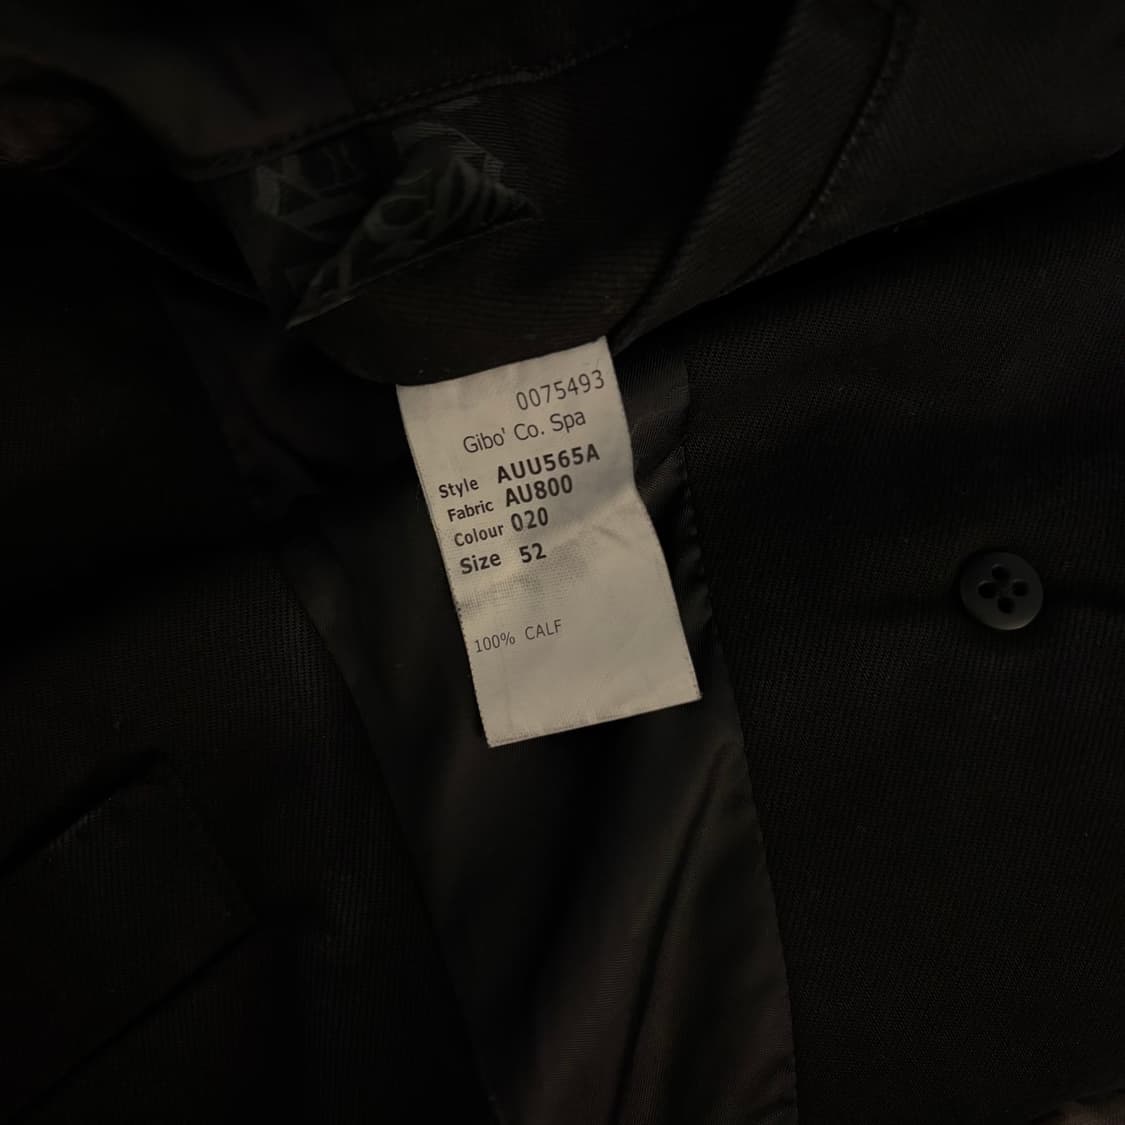 0075493
Gibo' Co. Spa
Style AUU565A
Fabric AU800
Colour 020
Size 52
100% CALF